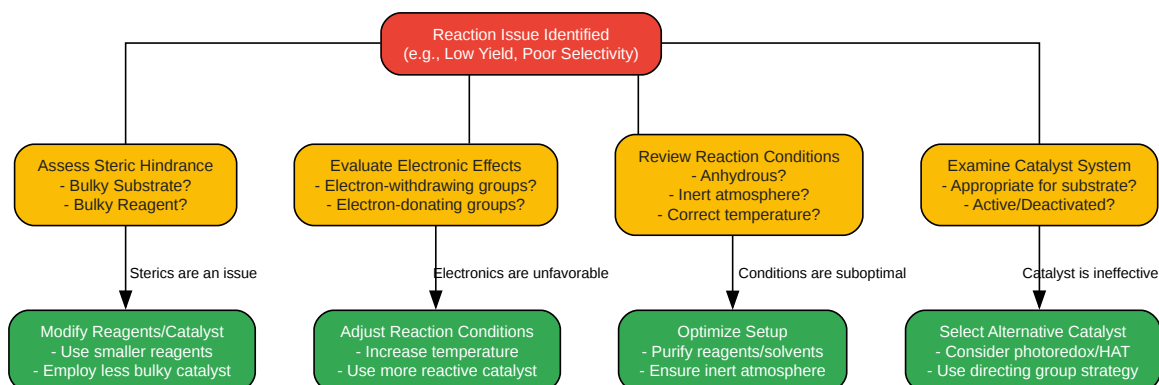 Reaction Issue Identified
(e.g., Low Yield, Poor Selectivity)
Assess Steric Hindrance
- Bulky Substrate?
- Bulky Reagent?
Evaluate Electronic Effects
- Electron-withdrawing groups?
- Electron-donating groups?
Review Reaction Conditions
- Anhydrous?
- Inert atmosphere?
- Correct temperature?
Examine Catalyst System
- Appropriate for substrate?
- Active/Deactivated?
Sterics are an issue
Electronics are unfavorable
Conditions are suboptimal
Catalyst is ineffective
Modify Reagents/Catalyst
- Use smaller reagents
- Employ less bulky catalyst
Adjust Reaction Conditions
- Increase temperature
- Use more reactive catalyst
Optimize Setup
- Purify reagents/solvents
- Ensure inert atmosphere
Select Alternative Catalyst
- Consider photoredox/HAT
- Use directing group strategy